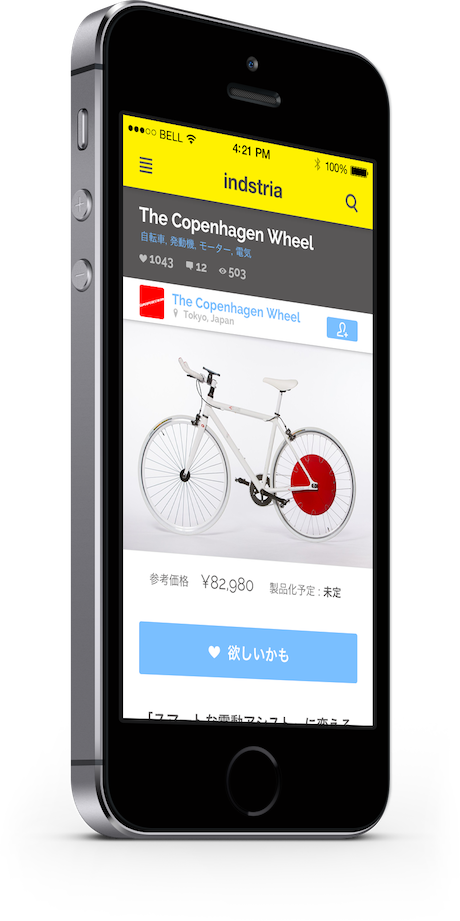 BELL 4:21 PM 100%
indstria
The Copenhagen Wheel
自転車, 発動機, モーター, 電気
1043 12 503
The Copenhagen Wheel
Tokyo, Japan
参考価格 ¥82,980 製品化予定 : 未定
欲しいかも
「スマートな電動アシスト」に変える